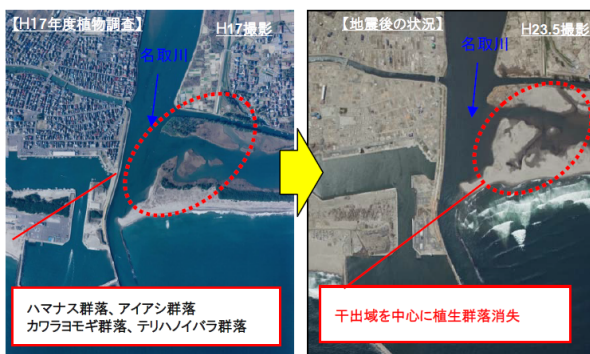 【H17年度植物調査】
H17撮影
名取川
ハマナス群落、アイアシ群落
カワラヨモギ群落、テリハノイバラ群落
【地震後の状況】
H23.5撮影
名取川
干出域を中心に植生群落消失